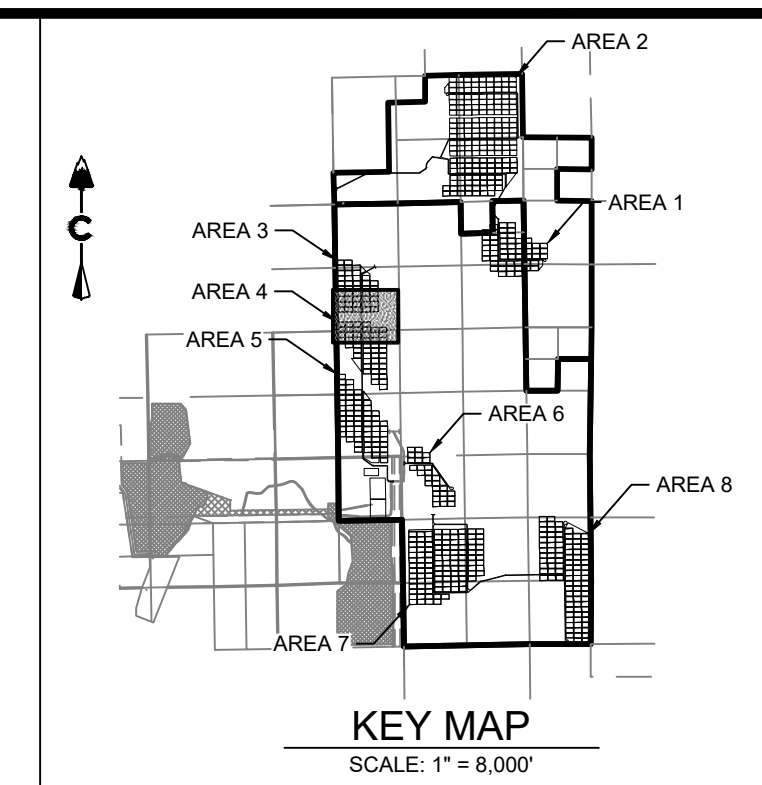 AREA 2
AREA 1
AREA 3
AREA 4
AREA 5
AREA 6
AREA 8
AREA 7
C
KEY MAP
SCALE: 1" = 8,000'